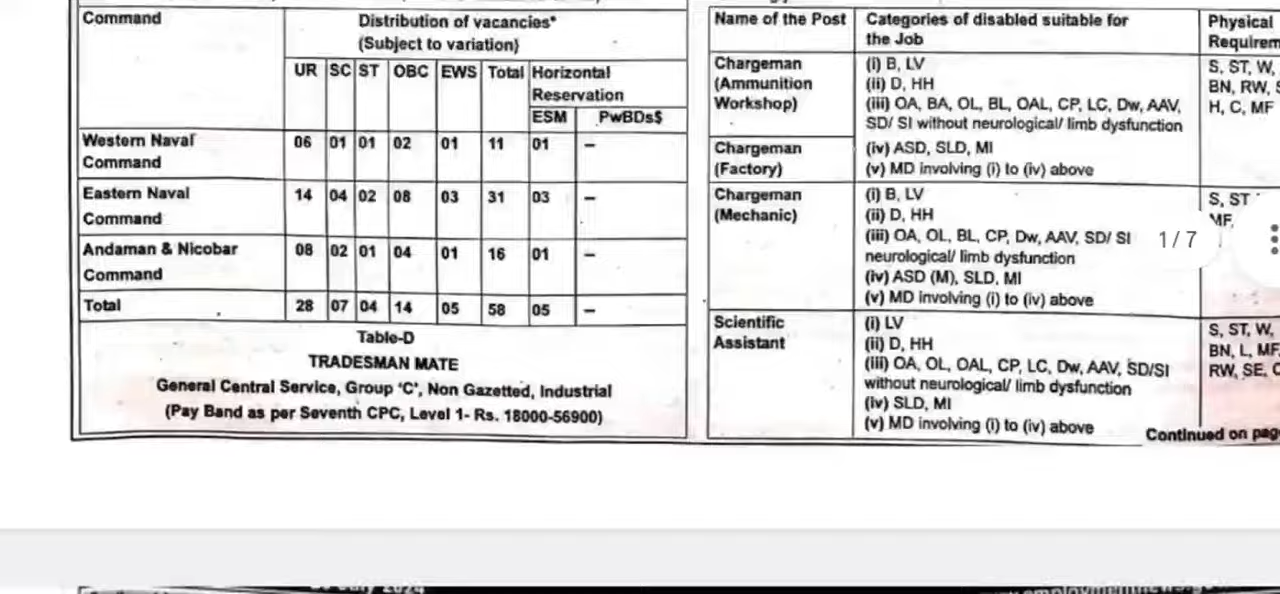 Command
Distribution of vacancies*
(Subject to variation)
UR SC ST OBC EWS Total Horizontal Reservation
ESM PwBDs$
Western Naval Command 06 01 01 02 01 11 01 –
Eastern Naval Command 14 04 02 08 03 31 03 –
Andaman & Nicobar Command 08 02 01 04 01 16 01 –
Total 28 07 04 14 05 58 05 –
Table-D
TRADESMAN MATE
General Central Service, Group 'C', Non Gazetted, Industrial
(Pay Band as per Seventh CPC, Level 1- Rs. 18000-56900)
Name of the Post Categories of disabled suitable for the Job Physical
Chargeman (Ammunition Workshop)
Chargeman (Factory)
(i) B, LV
(ii) D, HH
(iii) OA, BA, OL, BL, OAL, CP, LC, Dw, AAV,
SD/ SI without neurological/ limb dysfunction
(iv) ASD, SLD, MI
(v) MD involving (i) to (iv) above
S, ST, W,
BN, RW,
H, C, MF
Chargeman (Mechanic)
(i) B, LV
(ii) D, HH
(iii) OA, OL, BL, CP, Dw, AAV, SD/ SI
neurological/ limb dysfunction
(iv) ASD (M), SLD, MI
(v) MD involving (i) to (iv) above
S, ST
MF,
1/7
Scientific Assistant
(i) LV
(ii) D, HH
(iii) OA, OL, OAL, CP, LC, Dw, AAV, SD/SI
without neurological/ limb dysfunction
(iv) SLD, MI
(v) MD involving (i) to (iv) above
S, ST, W,
BN, L, MF,
RW, SE,
Continued on